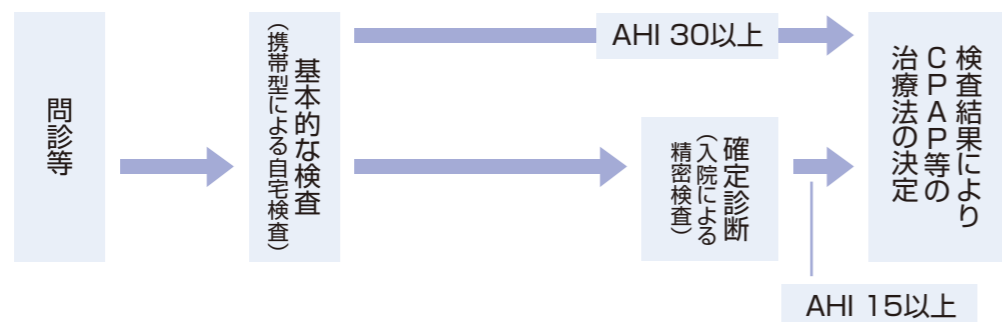 問診等
基本的な検査
（携帯型による自宅検査）
AHI 30以上
確定診断
（入院による
精密検査）
AHI 15以上
検査結果により
CPAP等の
治療法の決定